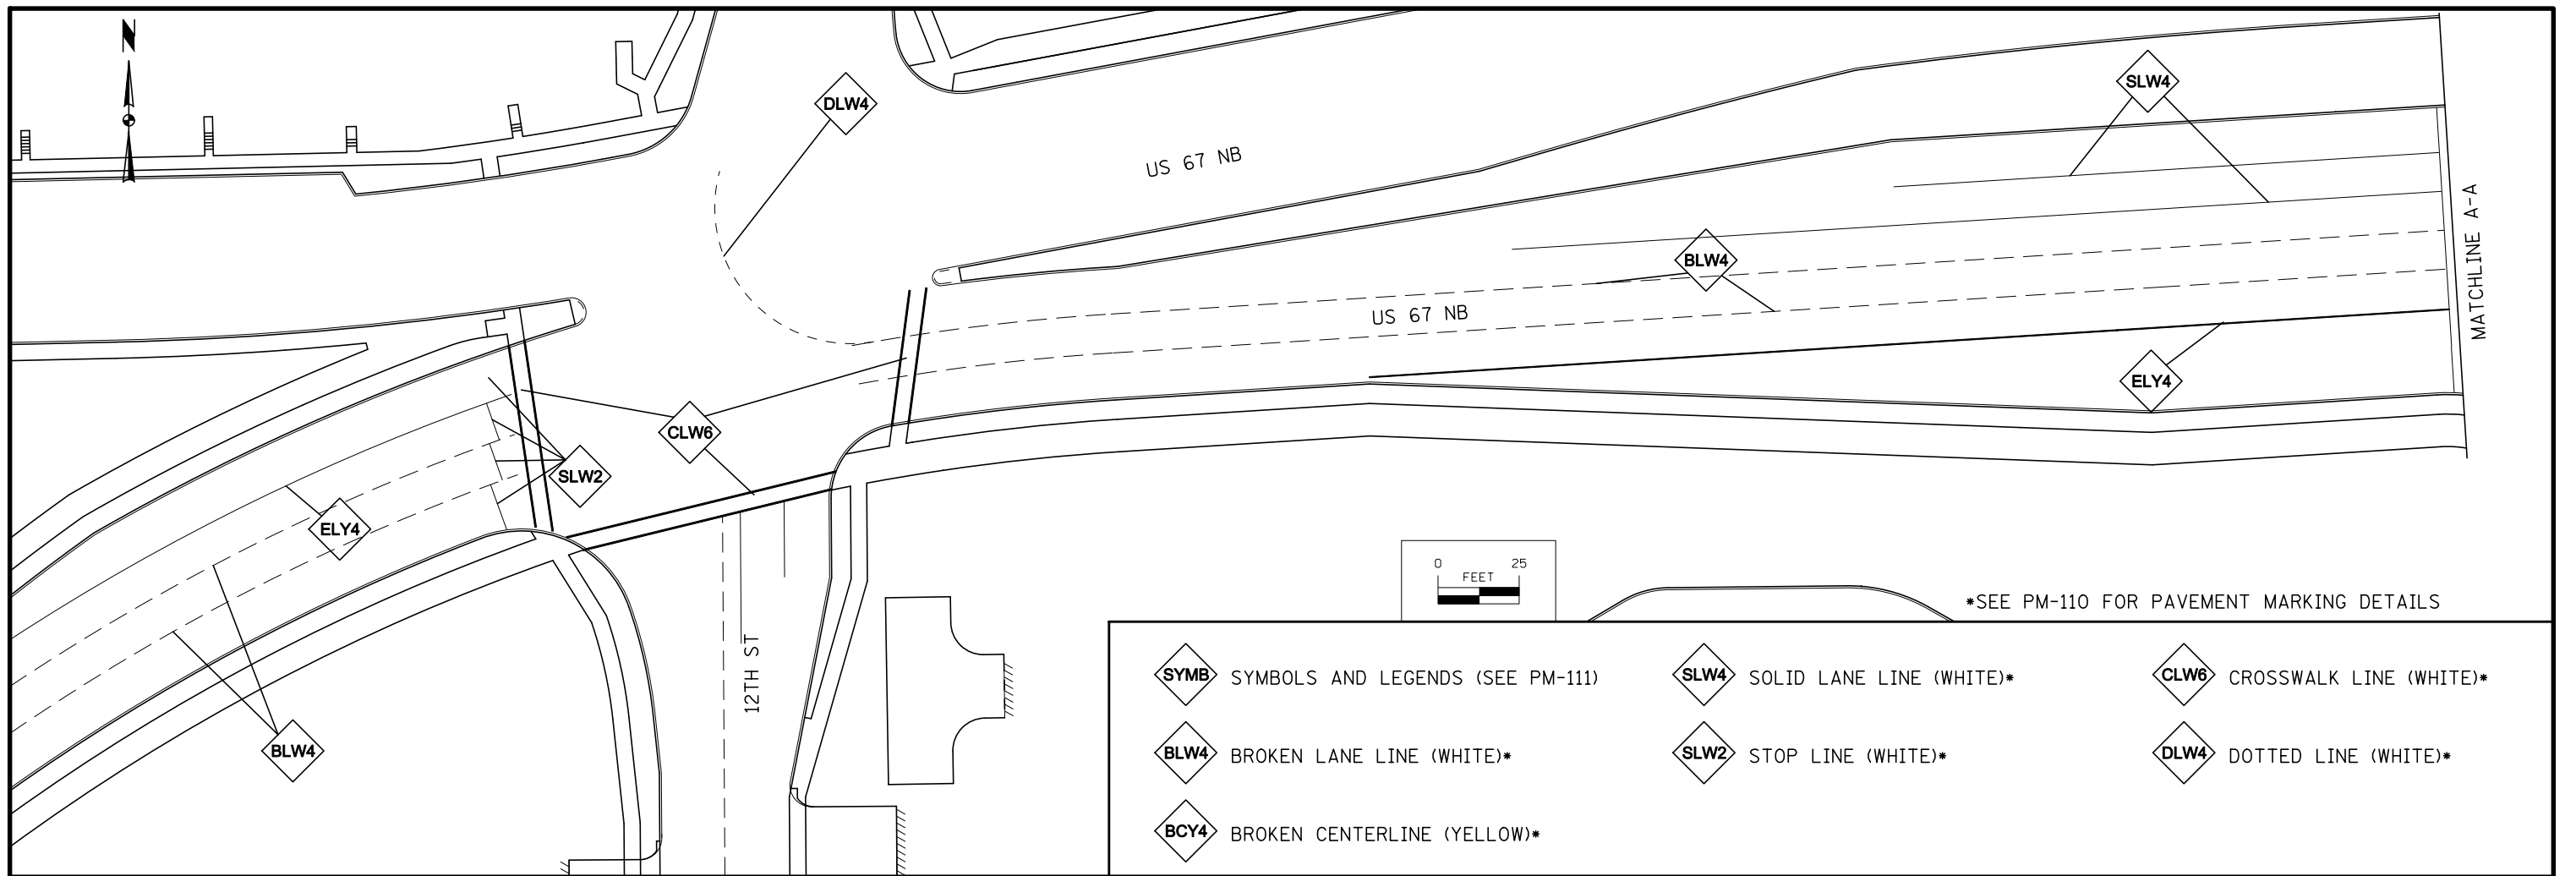 N
DLW4
SLW4
US 67 NB
MATCHLINE A-A
BLW4
US 67 NB
ELY4
CLW6
SLW2
ELY4
BLW4
12TH ST
0 25
FEET
*SEE PM-110 FOR PAVEMENT MARKING DETAILS
SYMB SYMBOLS AND LEGENDS (SEE PM-111)
SLW4 SOLID LANE LINE (WHITE)*
CLW6 CROSSWALK LINE (WHITE)*
BLW4 BROKEN LANE LINE (WHITE)*
SLW2 STOP LINE (WHITE)*
DLW4 DOTTED LINE (WHITE)*
BCY4 BROKEN CENTERLINE (YELLOW)*